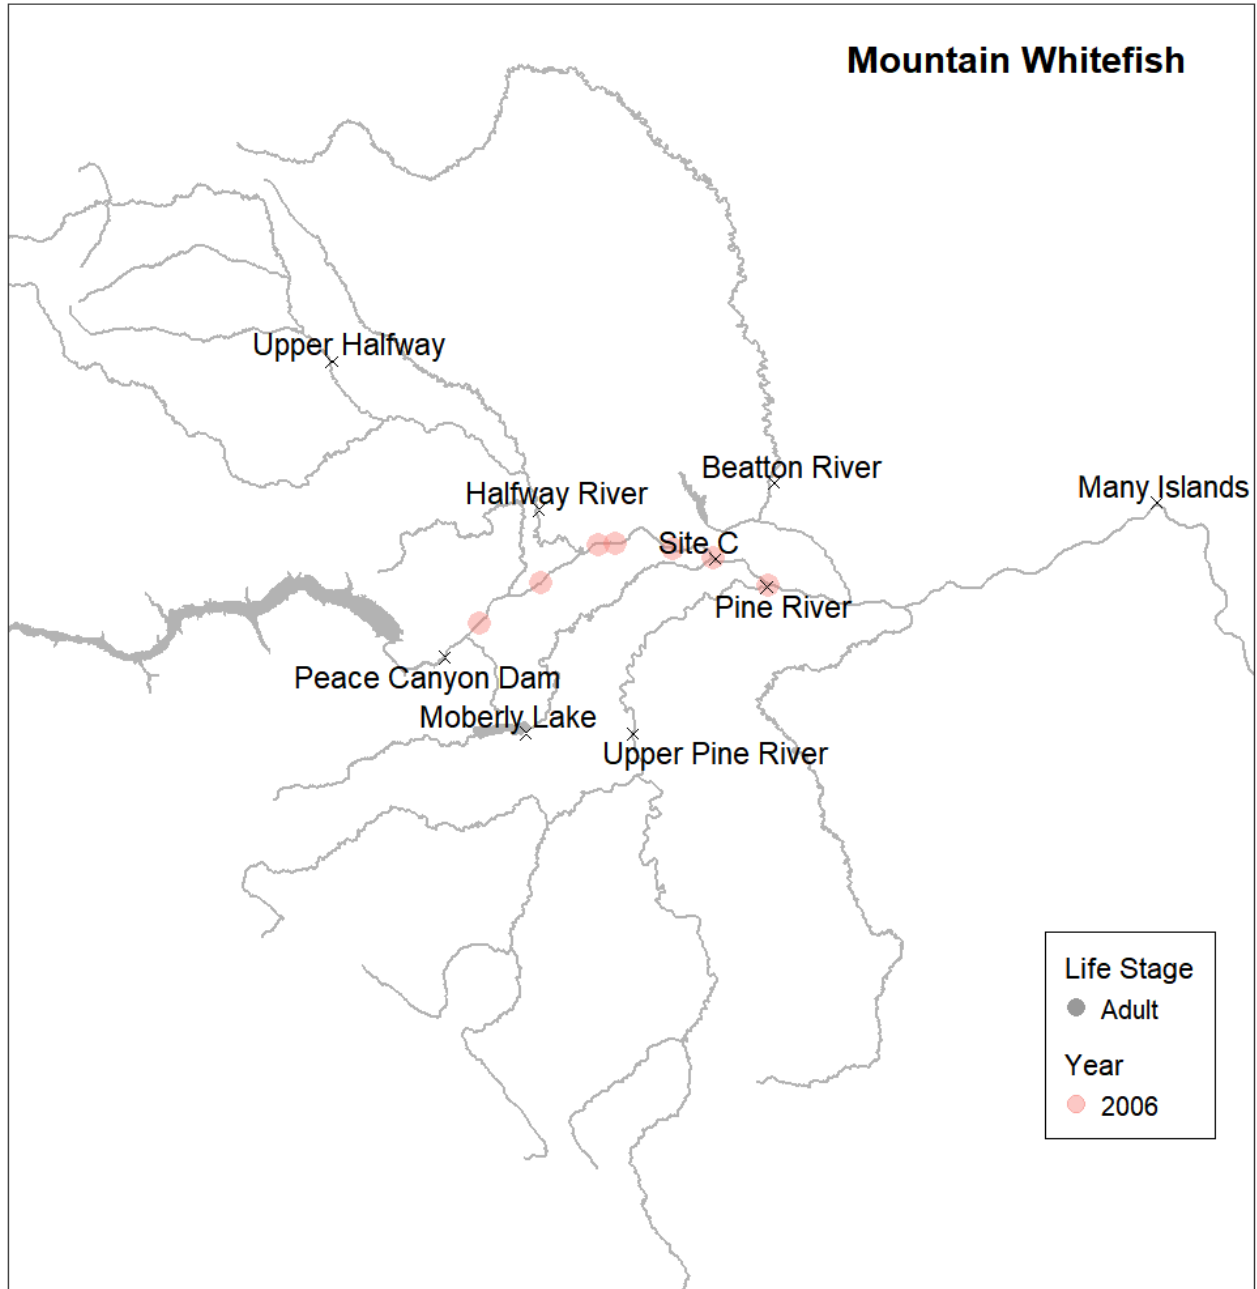 Mountain Whitefish
Upper Halfway
Beatton River
Many Islands
Halfway River
Site C
Pine River
Peace Canyon Dam
Moberly Lake
Upper Pine River
Life Stage
Adult
Year
2006